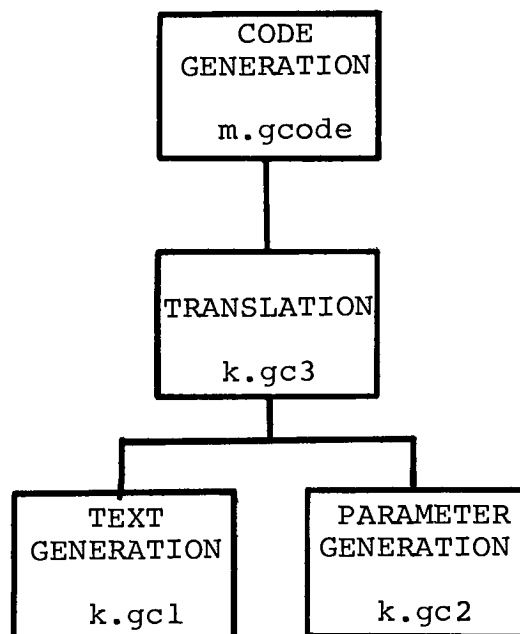 CODE
GENERATION
m.gcode
TRANSLATION
k.gc3
TEXT
GENERATION
k.gc1
PARAMETER
GENERATION
k.gc2